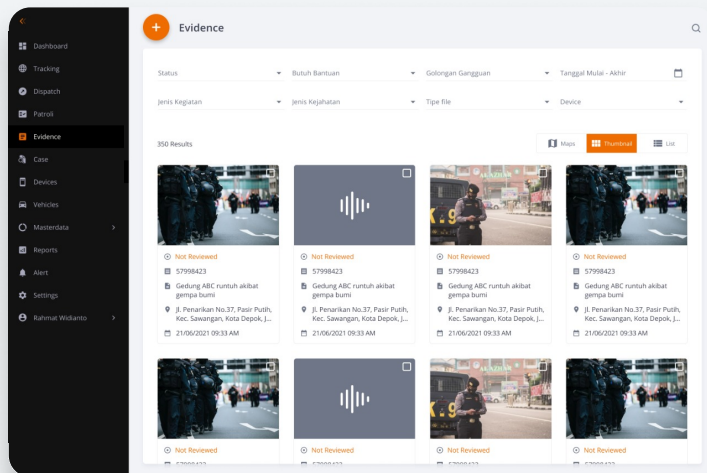 Evidence
Dashboard
Tracking
Dispatch
Patroli
Evidence
Case
Devices
Vehicles
Masterdata
Reports
Alert
Settings
Rahmat Widianto
Status
Butuh Bantuan
Golongan Gangguan
Tanggal Mulai - Akhir
Jenis Kegiatan
Jenis Kejahatan
Tipe file
Device
350 Results
Maps
Thumbnail
List
Not Reviewed
57998423
Gedung ABC runtuh akibat
gempa bumi
Jl. Penarikan No.37, Pasir Putih,
Kec. Sawangan, Kota Depok, J...
21/06/2021 09:33 AM
Not Reviewed
57998423
Gedung ABC runtuh akibat
gempa bumi
Jl. Penarikan No.37, Pasir Putih,
Kec. Sawangan, Kota Depok, J...
21/06/2021 09:33 AM
K.9
Not Reviewed
57998423
Gedung ABC runtuh akibat
gempa bumi
Jl. Penarikan No.37, Pasir Putih,
Kec. Sawangan, Kota Depok, J...
21/06/2021 09:33 AM
Not Reviewed
57998423
Gedung ABC runtuh akibat
gempa bumi
Jl. Penarikan No.37, Pasir Putih,
Kec. Sawangan, Kota Depok, J...
21/06/2021 09:33 AM
Not Reviewed
57998423
Not Reviewed
57998423
K.9
Not Reviewed
57998423
Not Reviewed
57998423